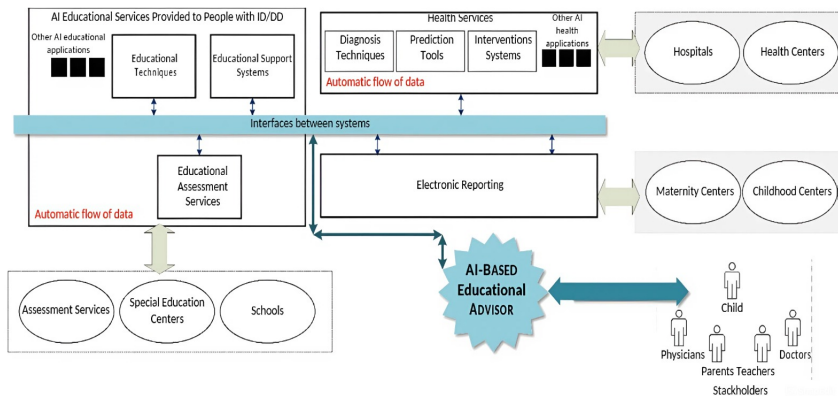 AI Educational Services Provided to People with ID/DD
Other AI educational
applications
Educational
Techniques
Educational Support
Systems
Health Services
Diagnosis
Techniques
Prediction
Tools
Interventions
Systems
Other AI
health
applications
Automatic flow of data
Hospitals
Health Centers
Interfaces between systems
Educational
Assessment
Services
Automatic flow of data
Electronic Reporting
Maternity Centers
Childhood Centers
Assessment Services
Special Education
Centers
Schools
AI-BASED
Educational
ADVISOR
Child
Physicians
Parents
Teachers
Doctors
Stackholders